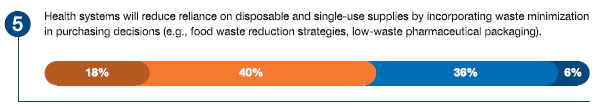 5
Health systems will reduce reliance on disposable and single-use supplies by incorporating waste minimization
in purchasing decisions (e.g., food waste reduction strategies, low-waste pharmaceutical packaging).
18% 40% 36% 6%